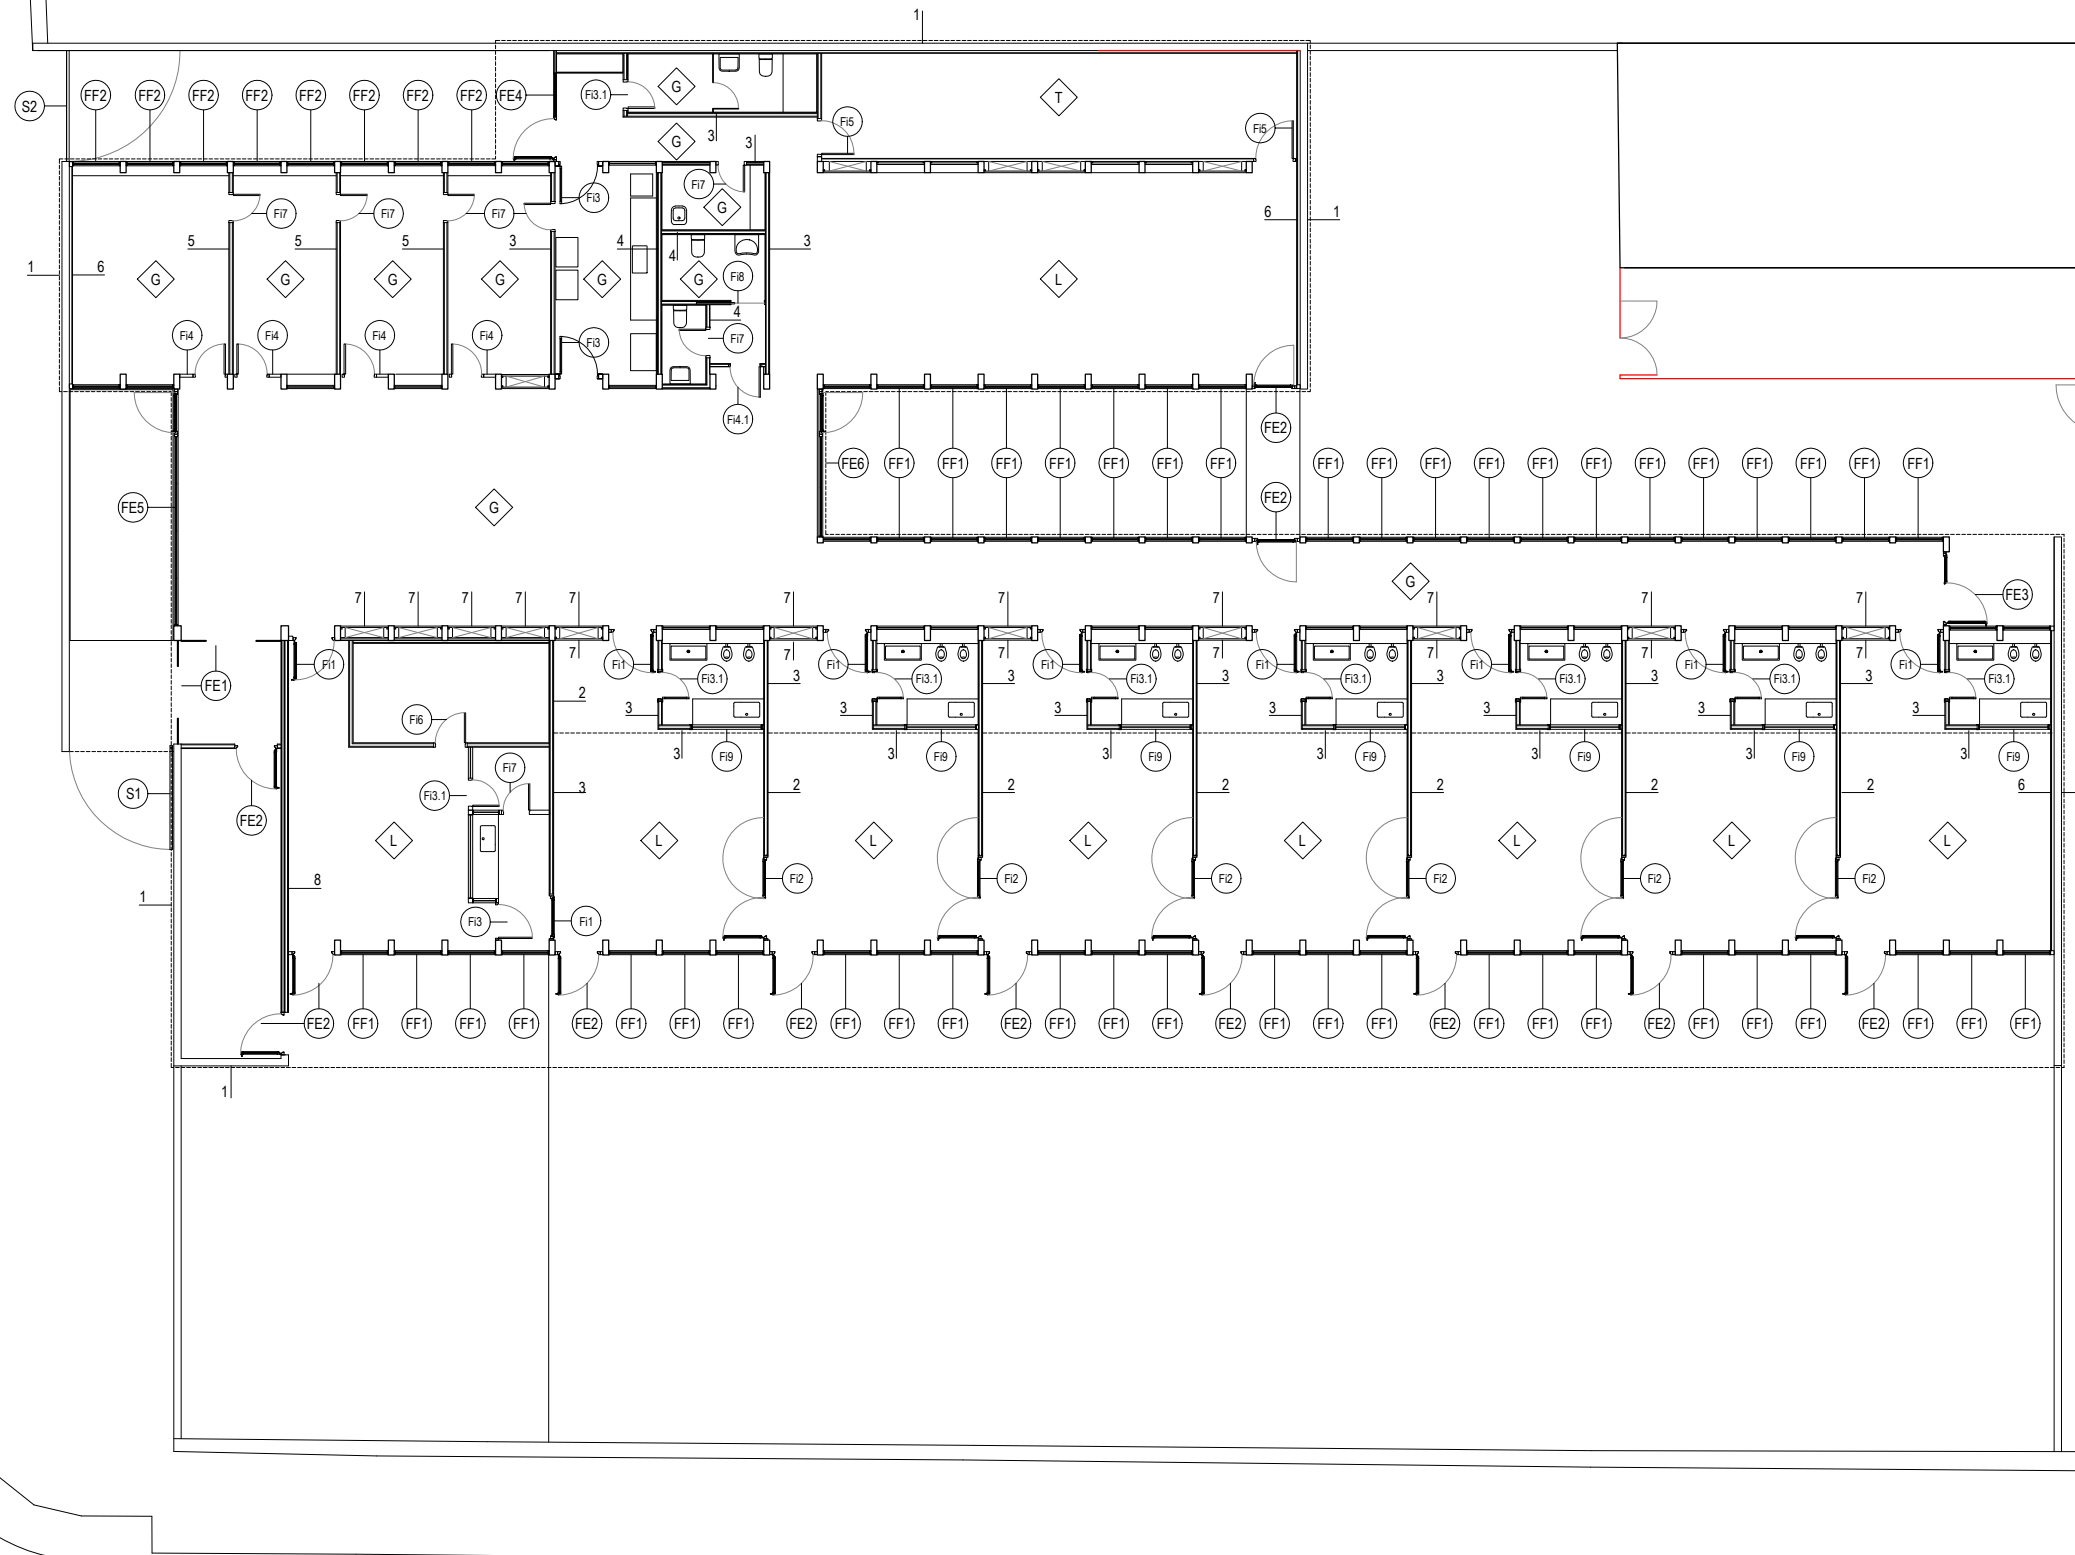 1
FF2 FF2 FF2 FF2 FF2 FF2 FF2 FF2 FE4 Fi3.1 G T
S2
Fi5 Fi5
3 G 3
Fi7
Fi7 Fi7 Fi7 Fi3 G 6 1
5 5 5 3 4 3
4
1 6 G G G G G G Fi8 L
4
Fi4 Fi4 Fi4 Fi4 Fi3 Fi7
Fi4.1 FE2
FE6 FF1 FF1 FF1 FF1 FF1 FF1 FF1 FF1 FF1 FF1 FF1 FF1 FF1 FF1 FF1 FF1 FF1 FF1 FF1
FE2
FE5 G
G
FE3
7 7 7 7 7 7 7 7 7 7 7
7 7 7 7 7 7 7
Fi1 Fi1 Fi1 Fi1 Fi1 Fi1 Fi1 Fi1
FE1 Fi3.1 3 Fi3.1 3 Fi3.1 3 Fi3.1 3 Fi3.1 3 Fi3.1 3 Fi3.1
2
3 3 3 3 3 3 3
Fi6
3 Fi9 3 Fi9 3 Fi9 3 Fi9 3 Fi9 3 Fi9 3 Fi9
Fi7
S1 Fi3.1 3 2 2 2 2 2 2 6
FE2
L L L L L L L L
8 Fi2 Fi2 Fi2 Fi2 Fi2 Fi2
1
Fi3 Fi1
FE2 FF1 FF1 FF1 FF1 FE2 FF1 FF1 FF1 FE2 FF1 FF1 FF1 FE2 FF1 FF1 FF1 FE2 FF1 FF1 FF1 FE2 FF1 FF1 FF1 FE2 FF1 FF1 FF1 FE2 FF1 FF1 FF1
1